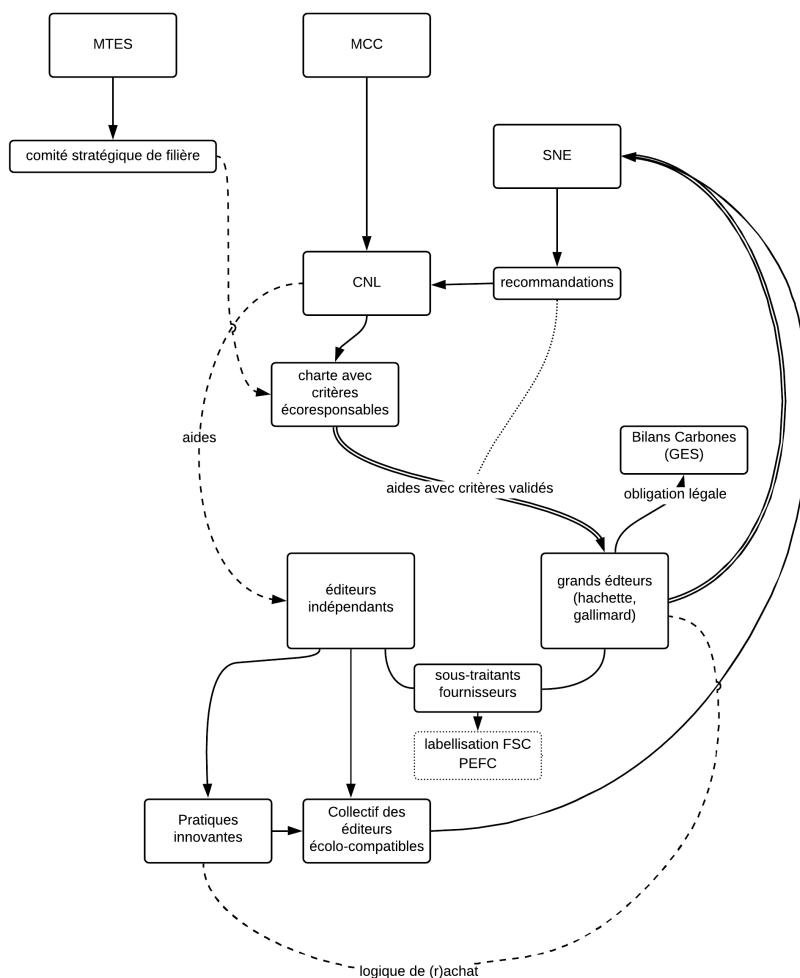 MTES
MCC
comité stratégique de filière
SNE
CNL
recommandations
charte avec
critères
écoresponsables
aides
Bilans Carbones
(GES)
aides avec critères validés
obligation légale
éditeurs
indépendants
grands édteurs
(hachette,
gallimard)
sous-traitants
fournisseurs
labellisation FSC
PEFC
Pratiques
innovantes
Collectif des
éditeurs
écolo-compatibles
logique de (r)achat